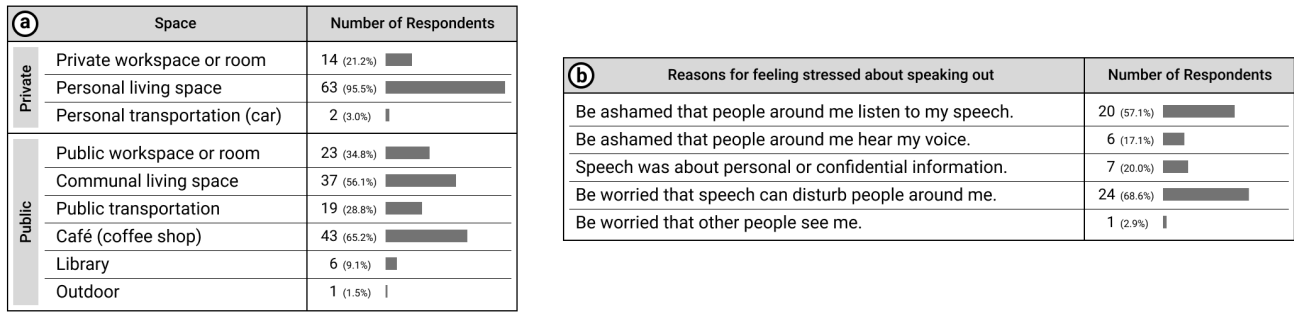 a Space Number of Respondents
Private
Private workspace or room 14 (21.2%)
Personal living space 63 (95.5%)
Personal transportation (car) 2 (3.0%)
Public
Public workspace or room 23 (34.8%)
Communal living space 37 (56.1%)
Public transportation 19 (28.8%)
Café (coffee shop) 43 (65.2%)
Library 6 (9.1%)
Outdoor 1 (1.5%)
b Reasons for feeling stressed about speaking out Number of Respondents
Be ashamed that people around me listen to my speech. 20 (57.1%)
Be ashamed that people around me hear my voice. 6 (17.1%)
Speech was about personal or confidential information. 7 (20.0%)
Be worried that speech can disturb people around me. 24 (68.6%)
Be worried that other people see me. 1 (2.9%)